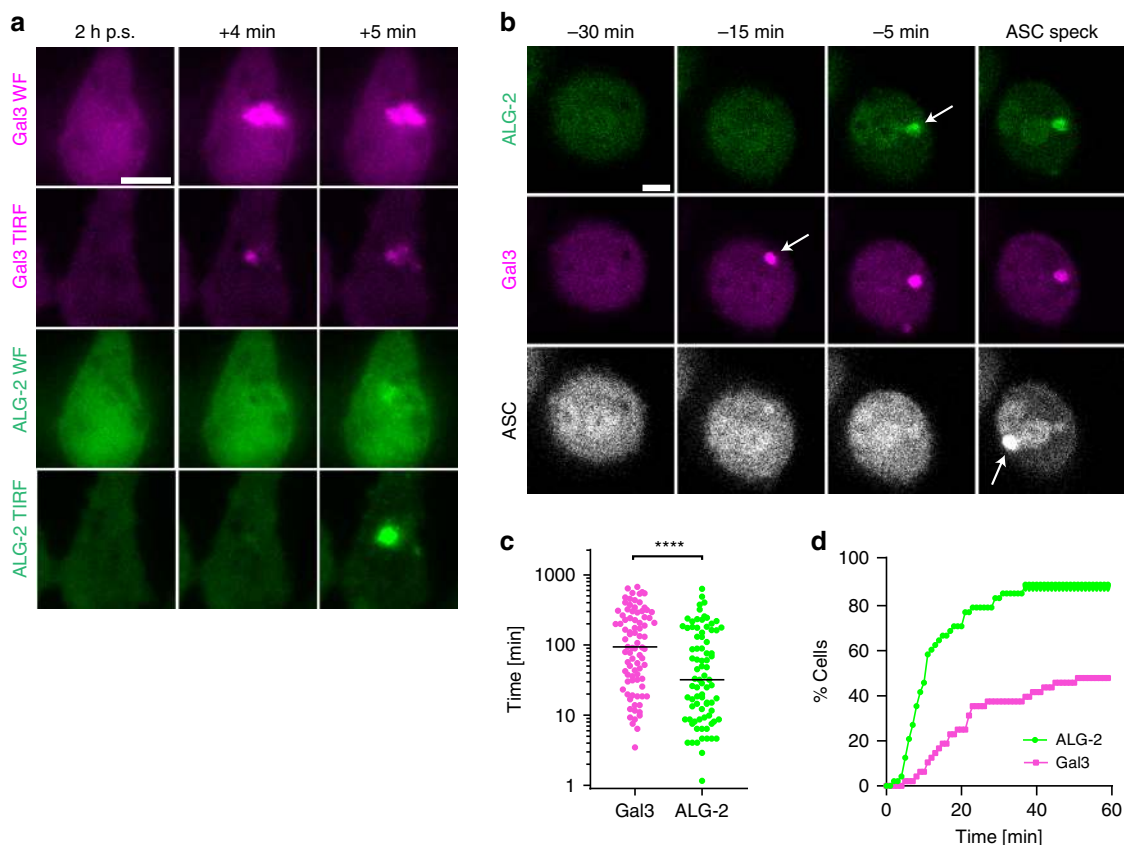 a
2 h p.s. +4 min +5 min
Gal3 WF
Gal3 TIRF
ALG-2 WF
ALG-2 TIRF
b
–30 min –15 min –5 min ASC speck
ALG-2
Gal3
ASC
c
****
Time [min]
1000
100
10
1
Gal3 ALG-2
d
% Cells
100
80
60
40
20
0
ALG-2
Gal3
0 20 40 60
Time [min]